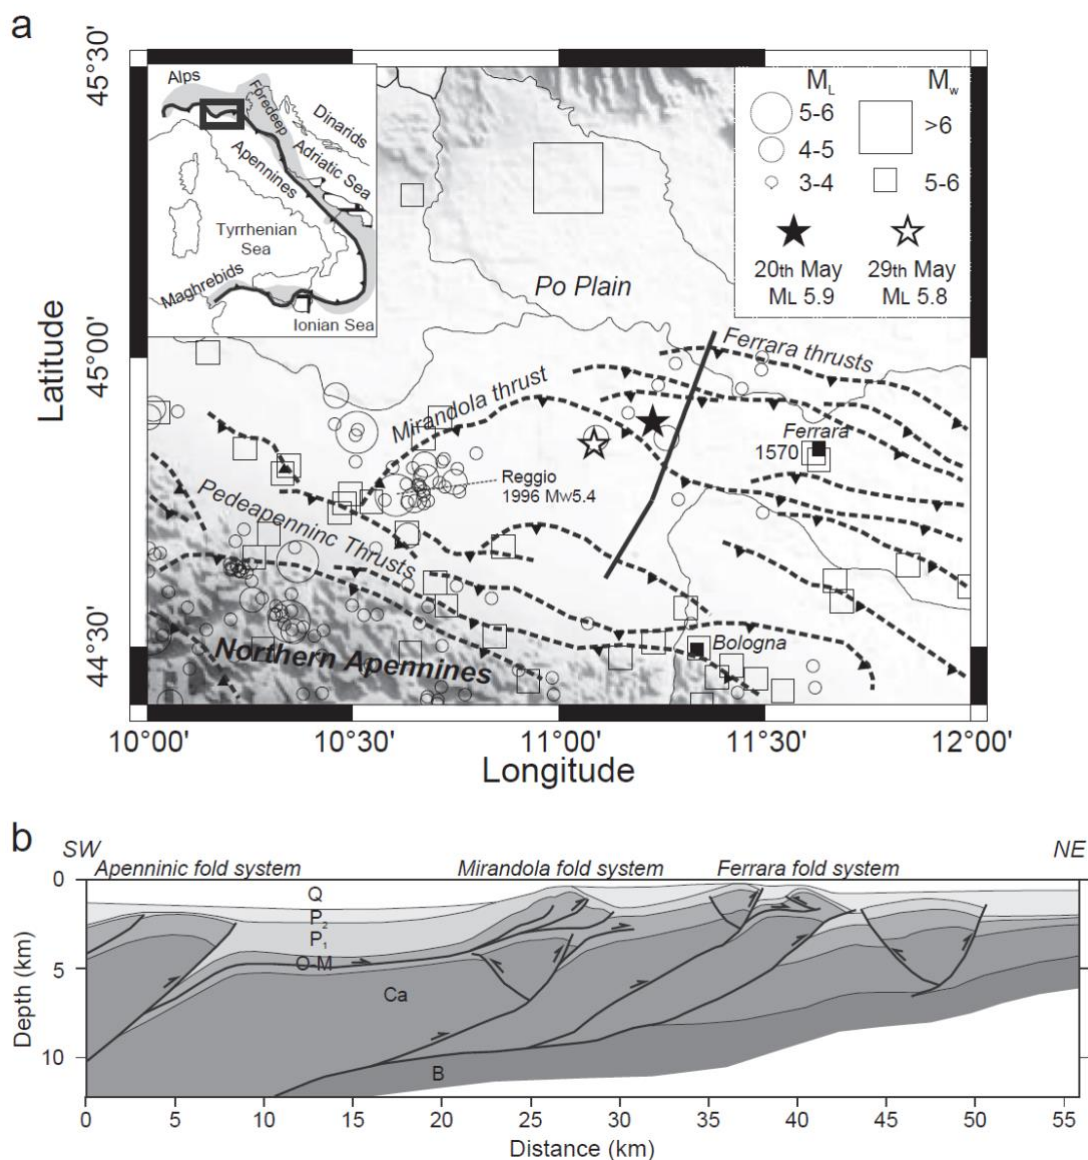 a
45°30'
45°00'
44°30'
Latitude
10°00'
10°30'
11°00'
11°30'
12°00'
Longitude
Alps
Foredeep
Dinarids
Adriatic Sea
Apennines
Tyrrhenian
Sea
Maghrebids
Ionian Sea
ML
Mw
5-6
>6
4-5
3-4
5-6
20th May
ML 5.9
29th May
ML 5.8
Po Plain
Ferrara thrusts
Mirandola thrust
Ferrara
1570
Reggio
1996 Mw5.4
Pedeapenninc Thrusts
Northern Apennines
Bologna
b
SW
NE
Apenninic fold system
Mirandola fold system
Ferrara fold system
0
5
10
Depth (km)
Q
P2
P1
O-M
Ca
B
0
5
10
15
20
25
30
35
40
45
50
55
Distance (km)